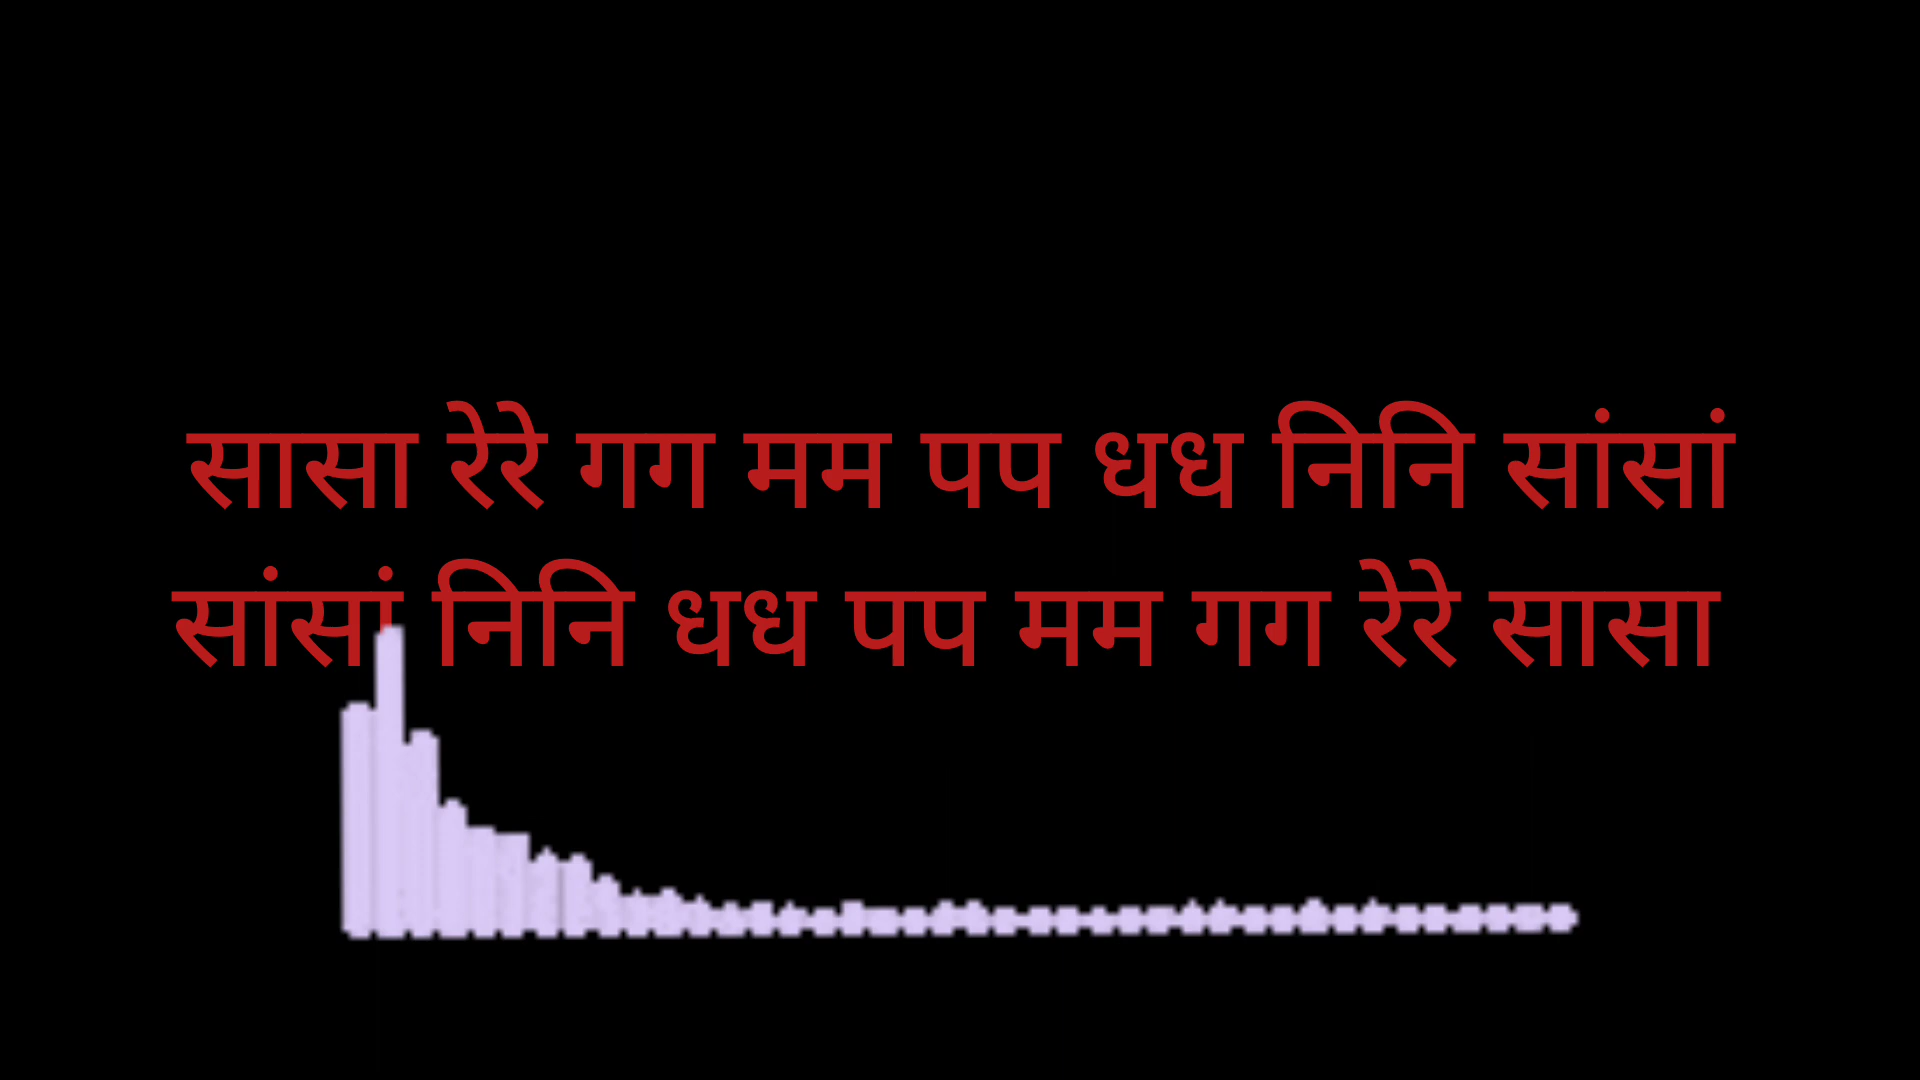 सासा रेरे गग मम पप धध निनि सांसां
सांसां निनि धध पप मम गग रेरे सासा